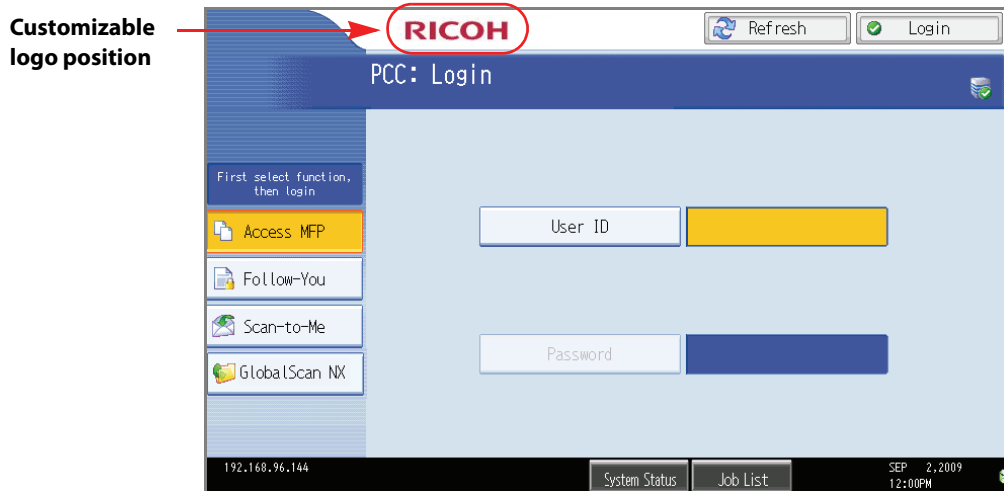 Customizable
logo position
RICOH
Refresh
Login
PCC: Login
First select function,
then login
Access MFP
Follow-You
Scan-to-Me
GlobalScan NX
User ID
Password
192.168.96.144
System Status
Job List
SEP 2,2009
12:00PM